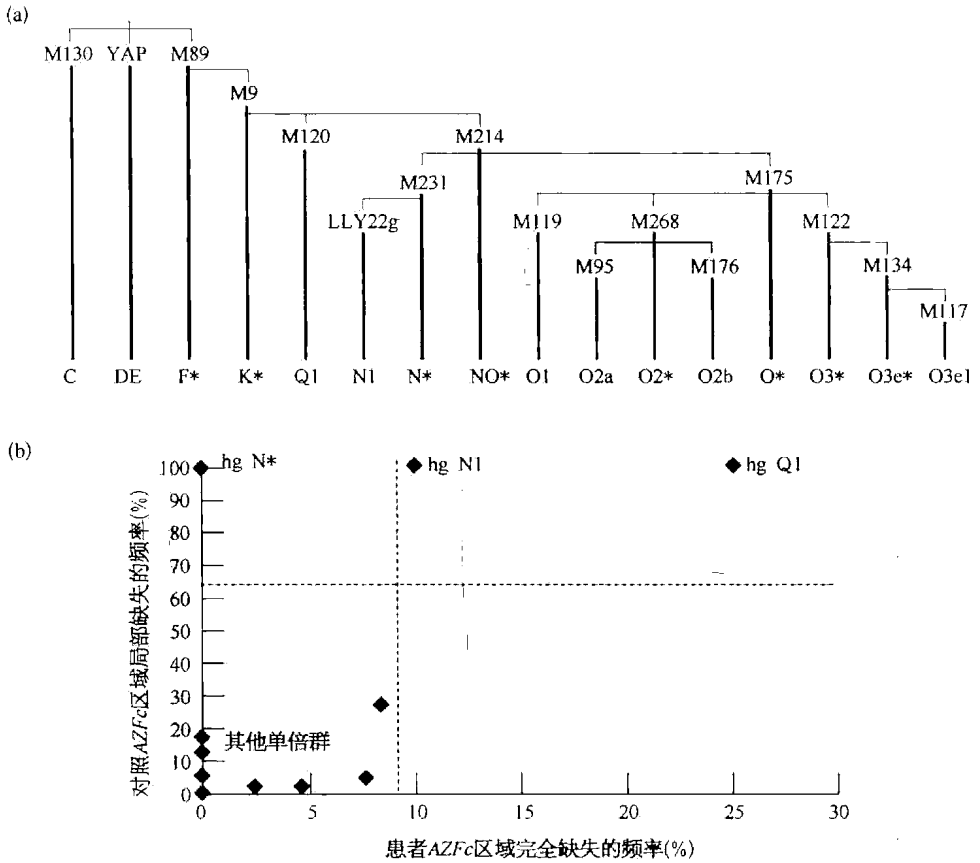 (a)
M130 YAP M89
M9
M120 M214
M231 M175
LLY22g M119 M268 M122
M95 M176 M134
M117
C DE F* K* Q1 N1 N* NO* O1 O2a O2* O2b O* O3* O3e* O3e1
(b)
对照AZFc区域局部缺失的频率(%)
100 hg N* hg N1 hg Q1
90
80
70
60
50
40
30
20
其他单倍群
10
0
0 5 10 15 20 25 30
患者AZFc区域完全缺失的频率(%)